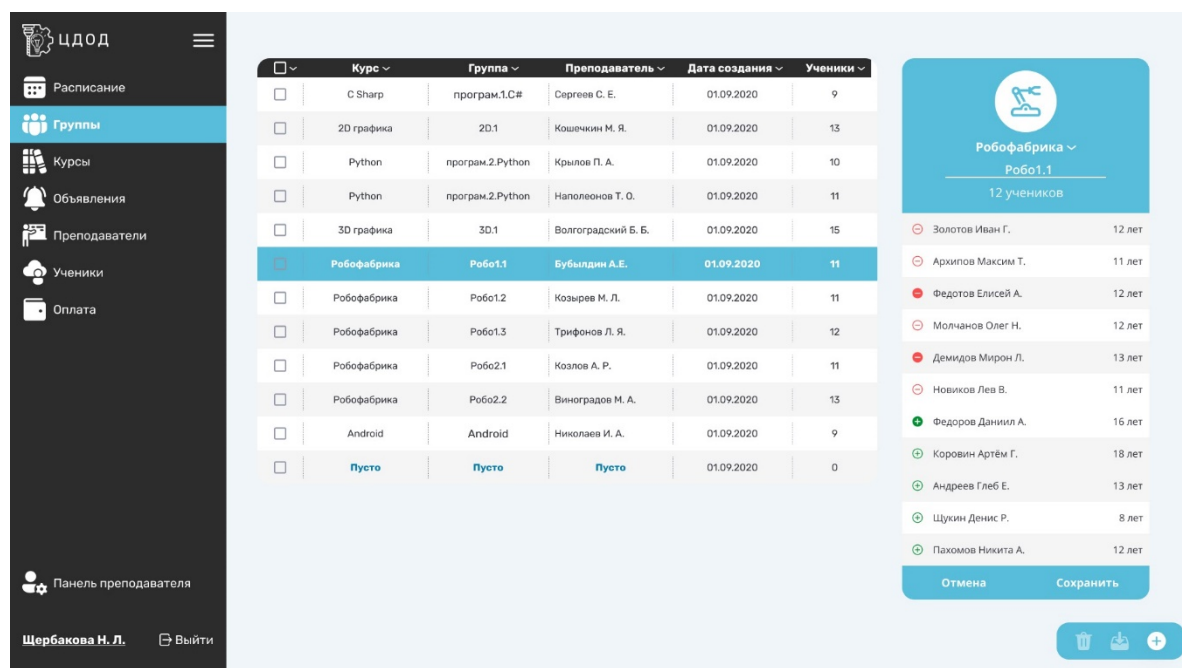 ЦДОД
Расписание
Группы
Курсы
Объявления
Преподаватели
Ученики
Оплата
Панель преподавателя
Щербакова Н. Л. Выйти
Курс Группа Преподаватель Дата создания Ученики
C Sharp програм.1.C# Сергеев С. Е. 01.09.2020 9
2D графика 2D.1 Кошечкин М. Я. 01.09.2020 13
Python програм.2.Python Крылов П. А. 01.09.2020 10
Python програм.2.Python Наполеонов Т. О. 01.09.2020 11
3D графика 3D.1 Волгоградский Б. Б. 01.09.2020 15
Робофабрика Робо1.1 Бубылдин А.Е. 01.09.2020 11
Робофабрика Робо1.2 Козырев М. Л. 01.09.2020 11
Робофабрика Робо1.3 Трифонов Л. Я. 01.09.2020 12
Робофабрика Робо2.1 Козлов А. Р. 01.09.2020 11
Робофабрика Робо2.2 Виноградов М. А. 01.09.2020 13
Android Android Николаев И. А. 01.09.2020 9
Пусто Пусто Пусто 01.09.2020 0
Робофабрика
Робо1.1
12 учеников
Золотов Иван Г. 12 лет
Архипов Максим Т. 11 лет
Федотов Елисей А. 12 лет
Молчанов Олег Н. 12 лет
Демидов Мирон Л. 13 лет
Новиков Лев В. 11 лет
Федоров Даниил А. 16 лет
Коровин Артём Г. 18 лет
Андреев Глеб Е. 13 лет
Щукин Денис Р. 8 лет
Пахомов Никита А. 12 лет
Отмена Сохранить